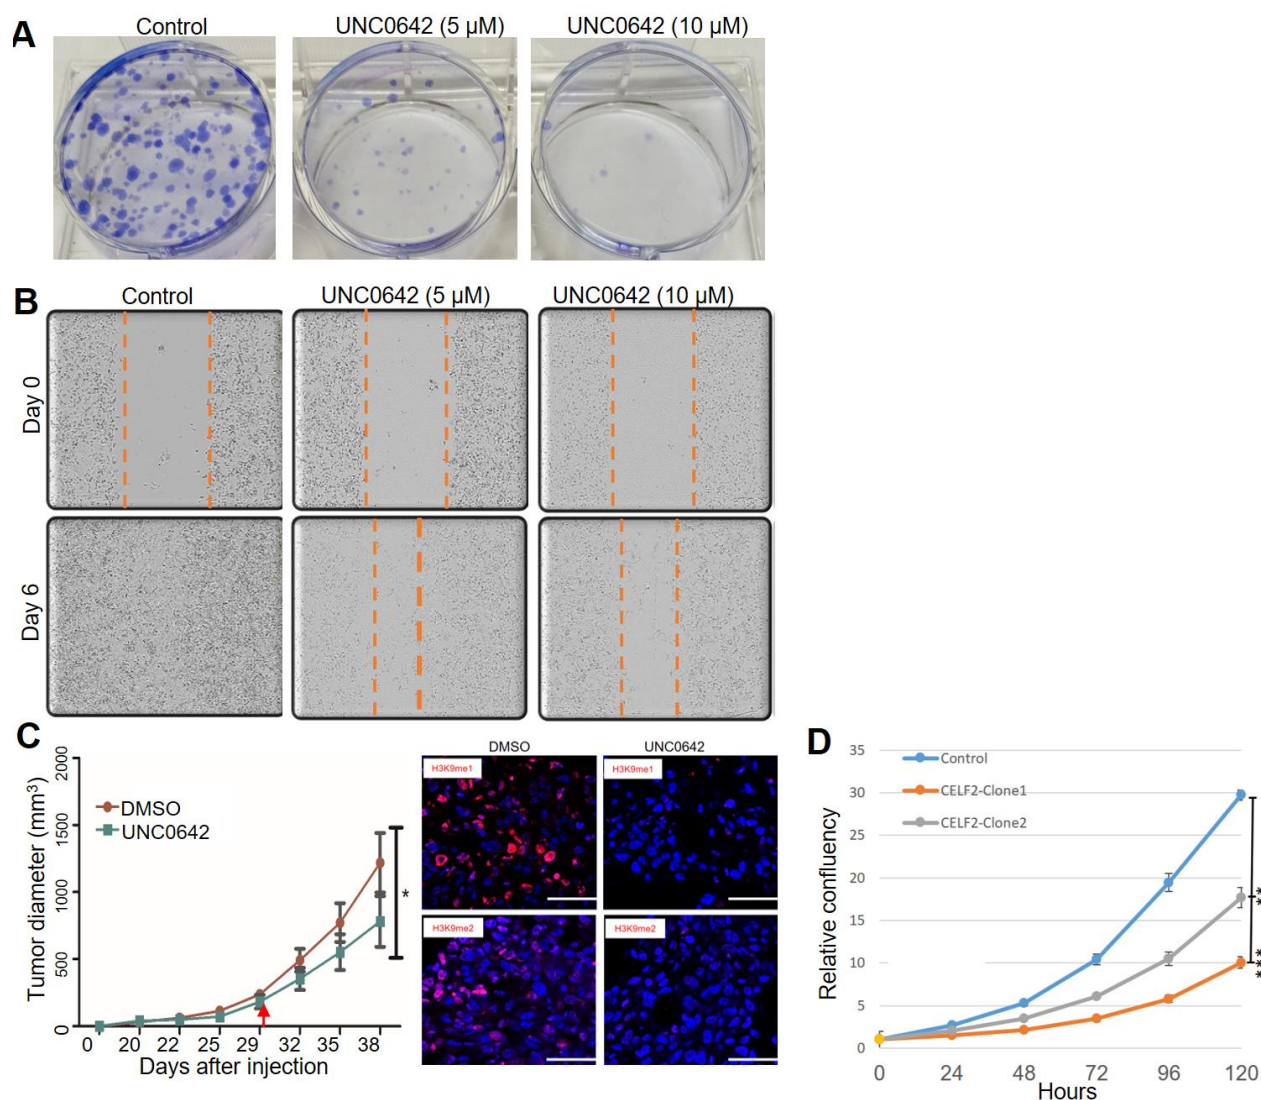 A
Control
UNC0642 (5 µM)
UNC0642 (10 µM)
B
Control
UNC0642 (5 µM)
UNC0642 (10 µM)
Day 0
Day 6
C
Tumor diameter (mm³)
2000
1500
1000
500
0
DMSO
UNC0642
*
0 20 22 25 29 32 35 38
Days after injection
DMSO
UNC0642
H3K9me1
H3K9me1
H3K9me2
H3K9me2
D
Relative confluency
35
30
25
20
15
10
5
0
Control
CELF2-Clone1
CELF2-Clone2
**
***
0 24 48 72 96 120
Hours